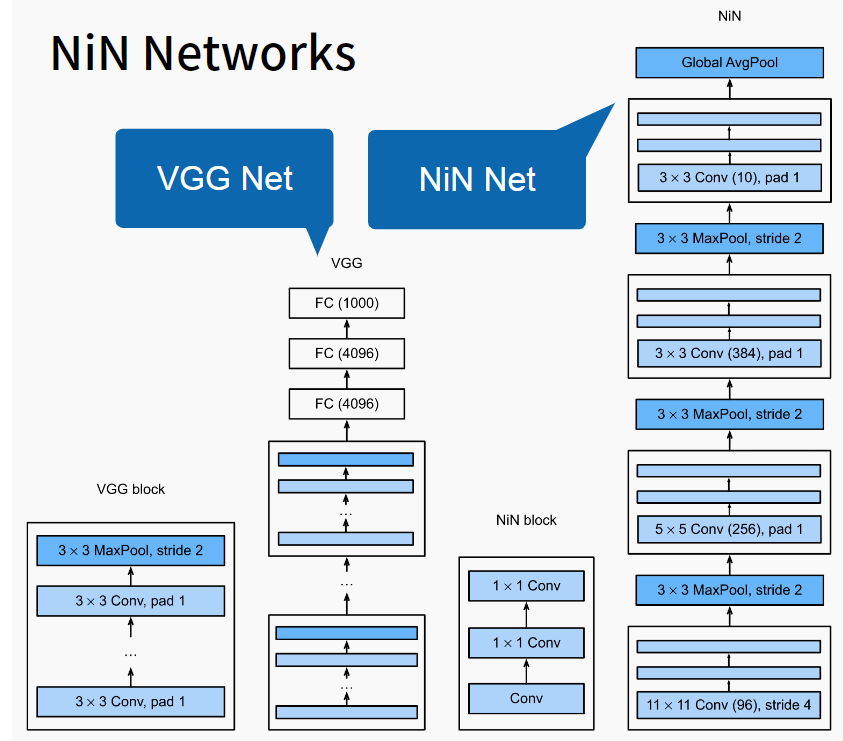 NiN Networks
VGG Net
NiN Net
VGG block
3 × 3 MaxPool, stride 2
3 × 3 Conv, pad 1
...
3 × 3 Conv, pad 1
VGG
FC (1000)
FC (4096)
FC (4096)
...
...
...
NiN block
1 × 1 Conv
1 × 1 Conv
Conv
NiN
Global AvgPool
3 × 3 Conv (10), pad 1
3 × 3 MaxPool, stride 2
3 × 3 Conv (384), pad 1
3 × 3 MaxPool, stride 2
5 × 5 Conv (256), pad 1
3 × 3 MaxPool, stride 2
11 × 11 Conv (96), stride 4